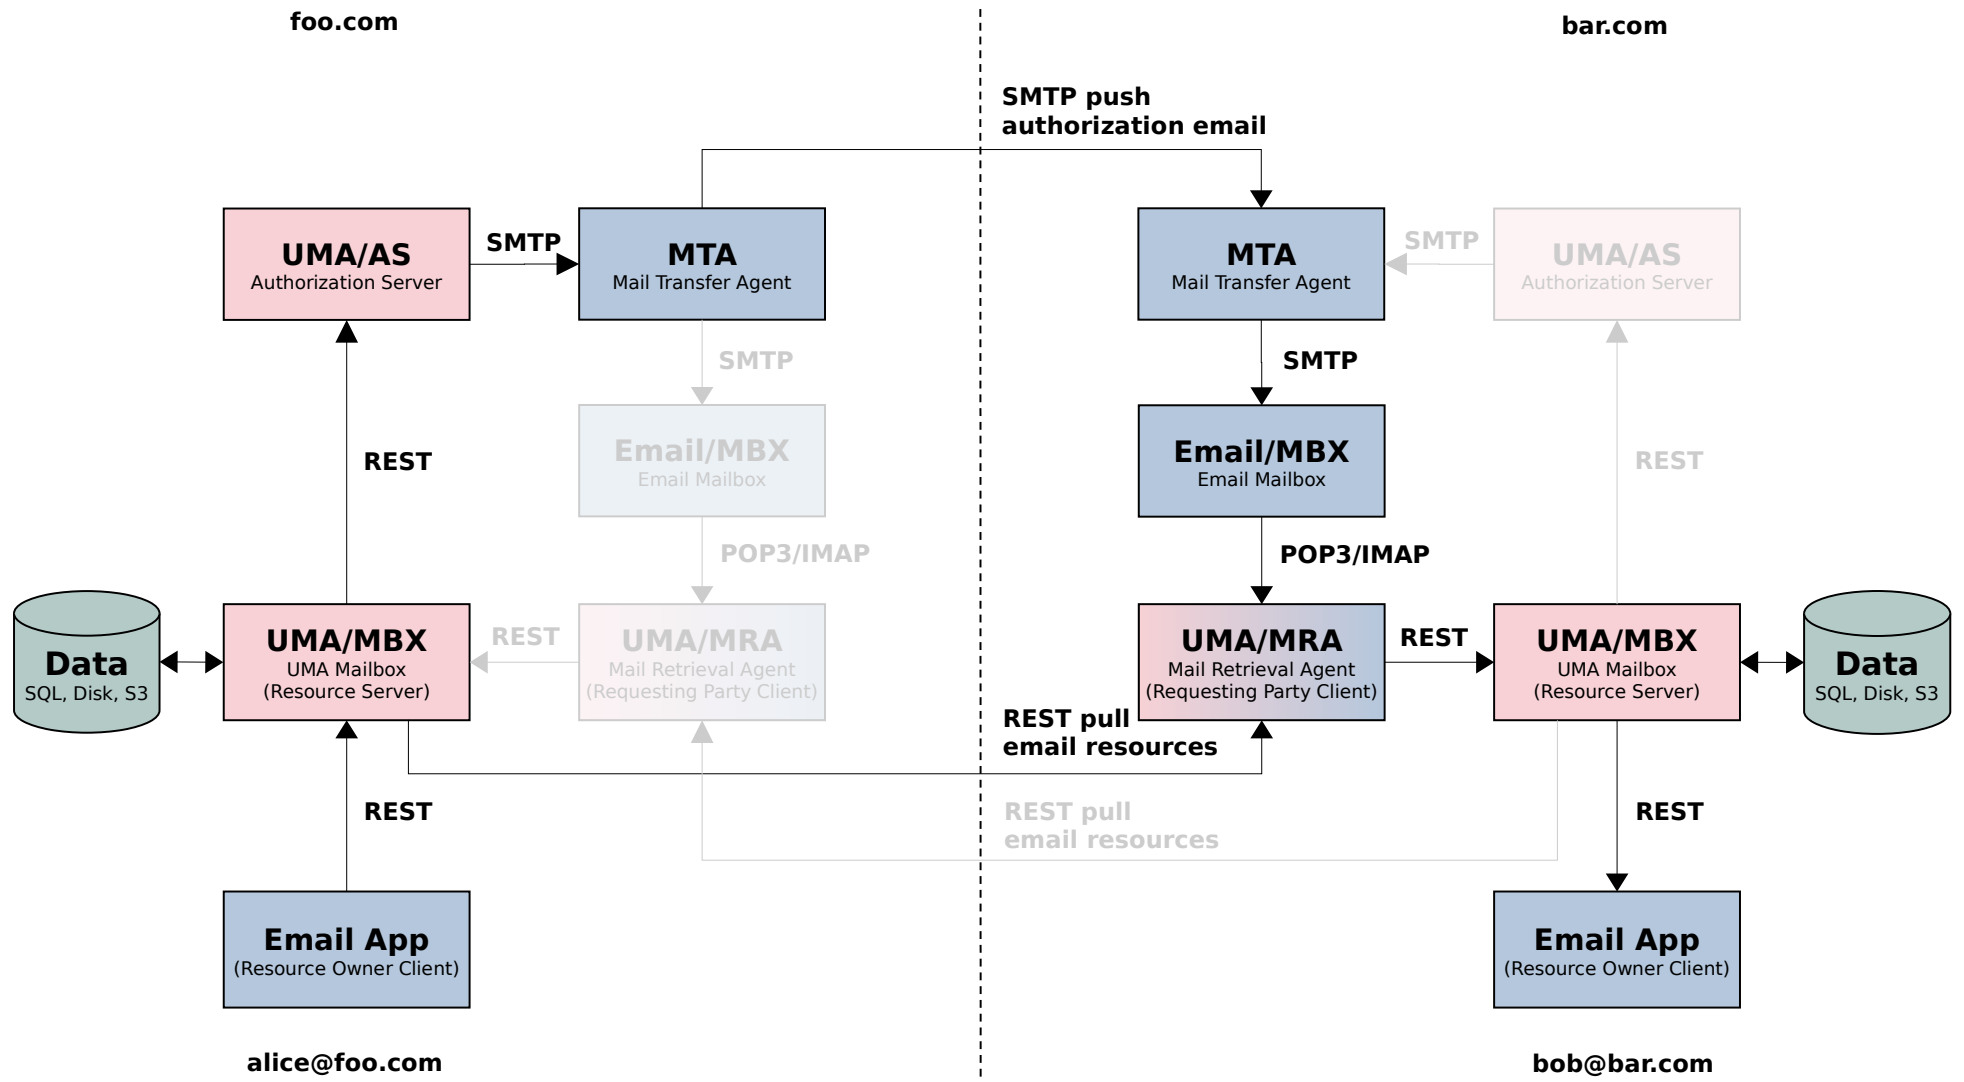 foo.com
bar.com
SMTP push
authorization email
UMA/AS
Authorization Server
SMTP
MTA
Mail Transfer Agent
MTA
Mail Transfer Agent
SMTP
UMA/AS
Authorization Server
SMTP
SMTP
REST
Email/MBX
Email Mailbox
Email/MBX
Email Mailbox
REST
POP3/IMAP
POP3/IMAP
Data
SQL, Disk, S3
UMA/MBX
UMA Mailbox
(Resource Server)
REST
UMA/MRA
Mail Retrieval Agent
(Requesting Party Client)
UMA/MRA
Mail Retrieval Agent
(Requesting Party Client)
REST
UMA/MBX
UMA Mailbox
(Resource Server)
Data
SQL, Disk, S3
REST pull
email resources
REST
REST pull
email resources
REST
Email App
(Resource Owner Client)
Email App
(Resource Owner Client)
alice@foo.com
bob@bar.com